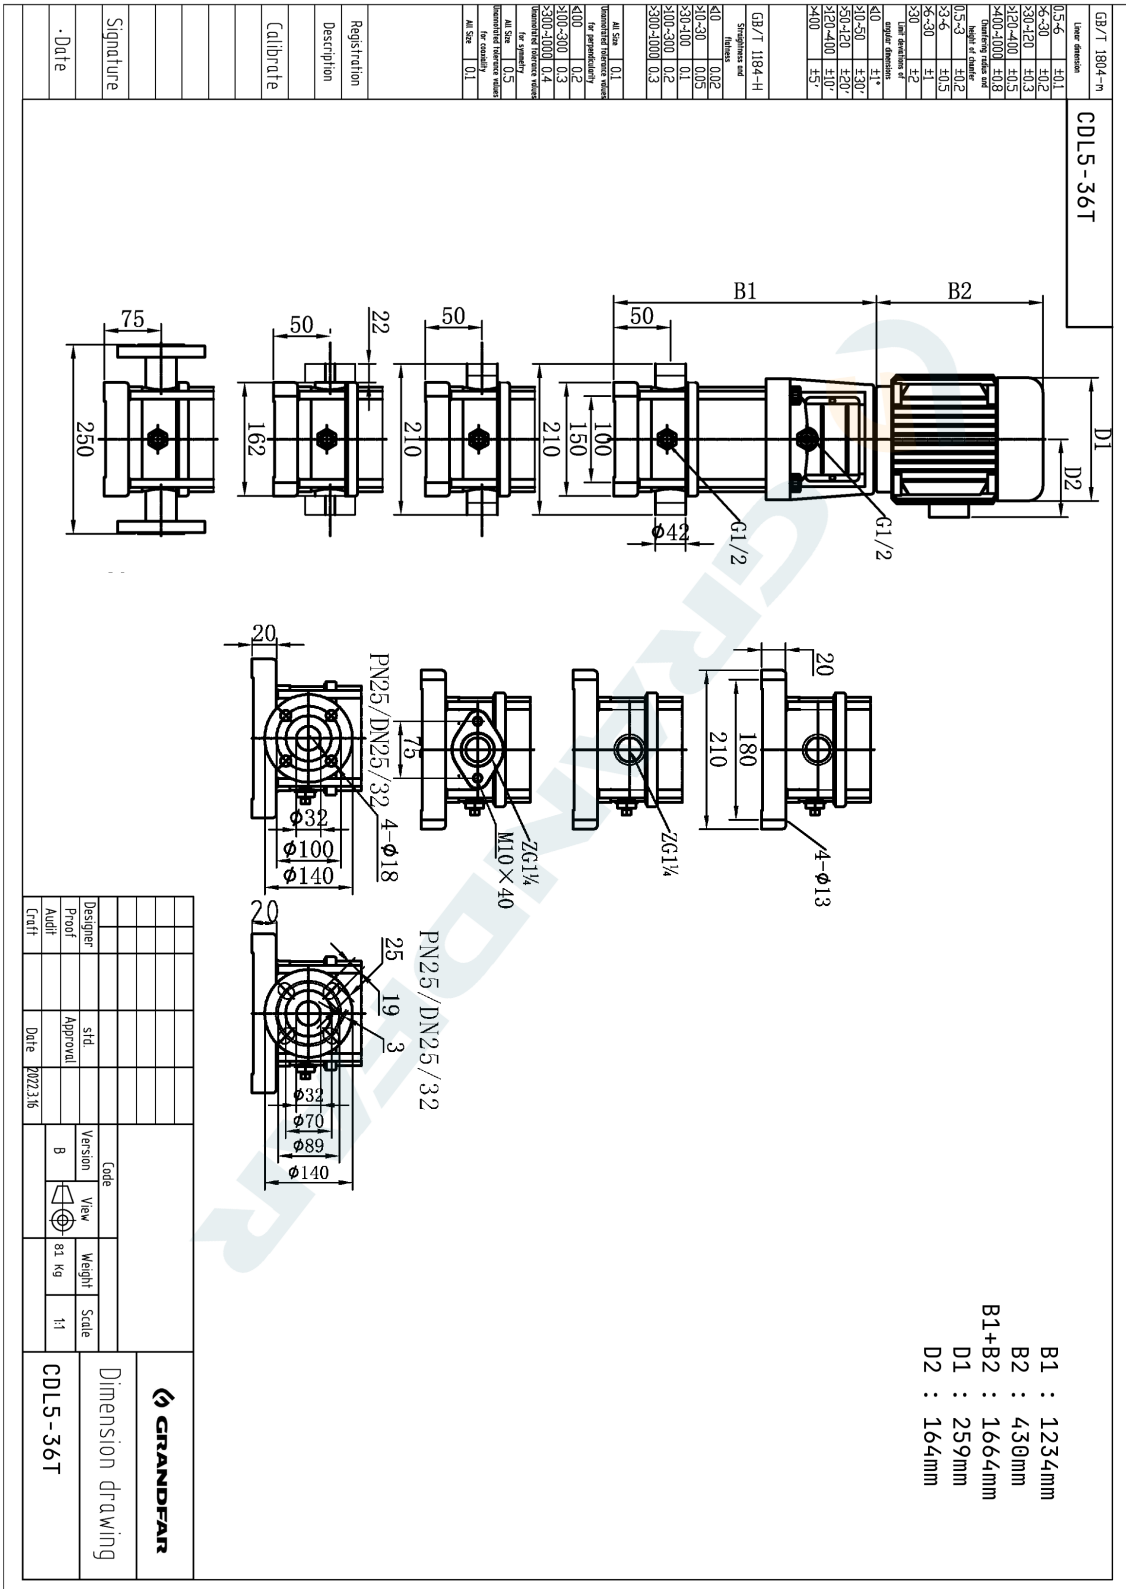 CDL5-36T
GB/T 1804-m
Linear dimension
0.5~6 ±0.1
>6~30 ±0.2
>30~120 ±0.3
>120~400 ±0.5
>400~1000 ±0.8
Chamfering radius and
height of chamfer
0.5~3 ±0.2
>3~6 ±0.5
>6~30 ±1
>30 ±2
Limit deviations of
angular dimensions
≤10 ±1°
>10~50 ±30'
>50~120 ±20'
>120~400 ±10'
>400 ±5'
GB/T 1184-H
Straightness and
flatness
≤10 0.02
>10~30 0.05
>30~100 0.1
>100~300 0.2
>300~1000 0.3
All Size 0.1
Unannotated tolerance values
for perpendicularity
≤100 0.2
>100~300 0.3
>300~1000 0.4
Unannotated tolerance values
for symmetry
All Size 0.5
Unannotated tolerance values
for coaxiality
All Size 0.1
Registration
Description
Calibrate
Signature
·Date
B1
B2
D1
D2
G1/2
G1/2
50
100
150
210
ϕ42
50
210
22
50
162
75
250
20
180
210
4-ϕ13
ZG1¼
ZG1¼
M10×40
75
PN25/DN25/32
20
4-ϕ18
ϕ32
ϕ100
ϕ140
PN25/DN25/32
20
25
19
3
ϕ32
ϕ70
ϕ89
ϕ140
B1 : 1234mm
B2 : 430mm
B1+B2 : 1664mm
D1 : 259mm
D2 : 164mm
GRANDFAR
Designer
Proof
Audit
Craft
std.
Approval
Date 2022.3.16
Code
Version View Weight Scale
B 81 Kg 1:1
GRANDFAR
Dimension drawing
CDL5-36T